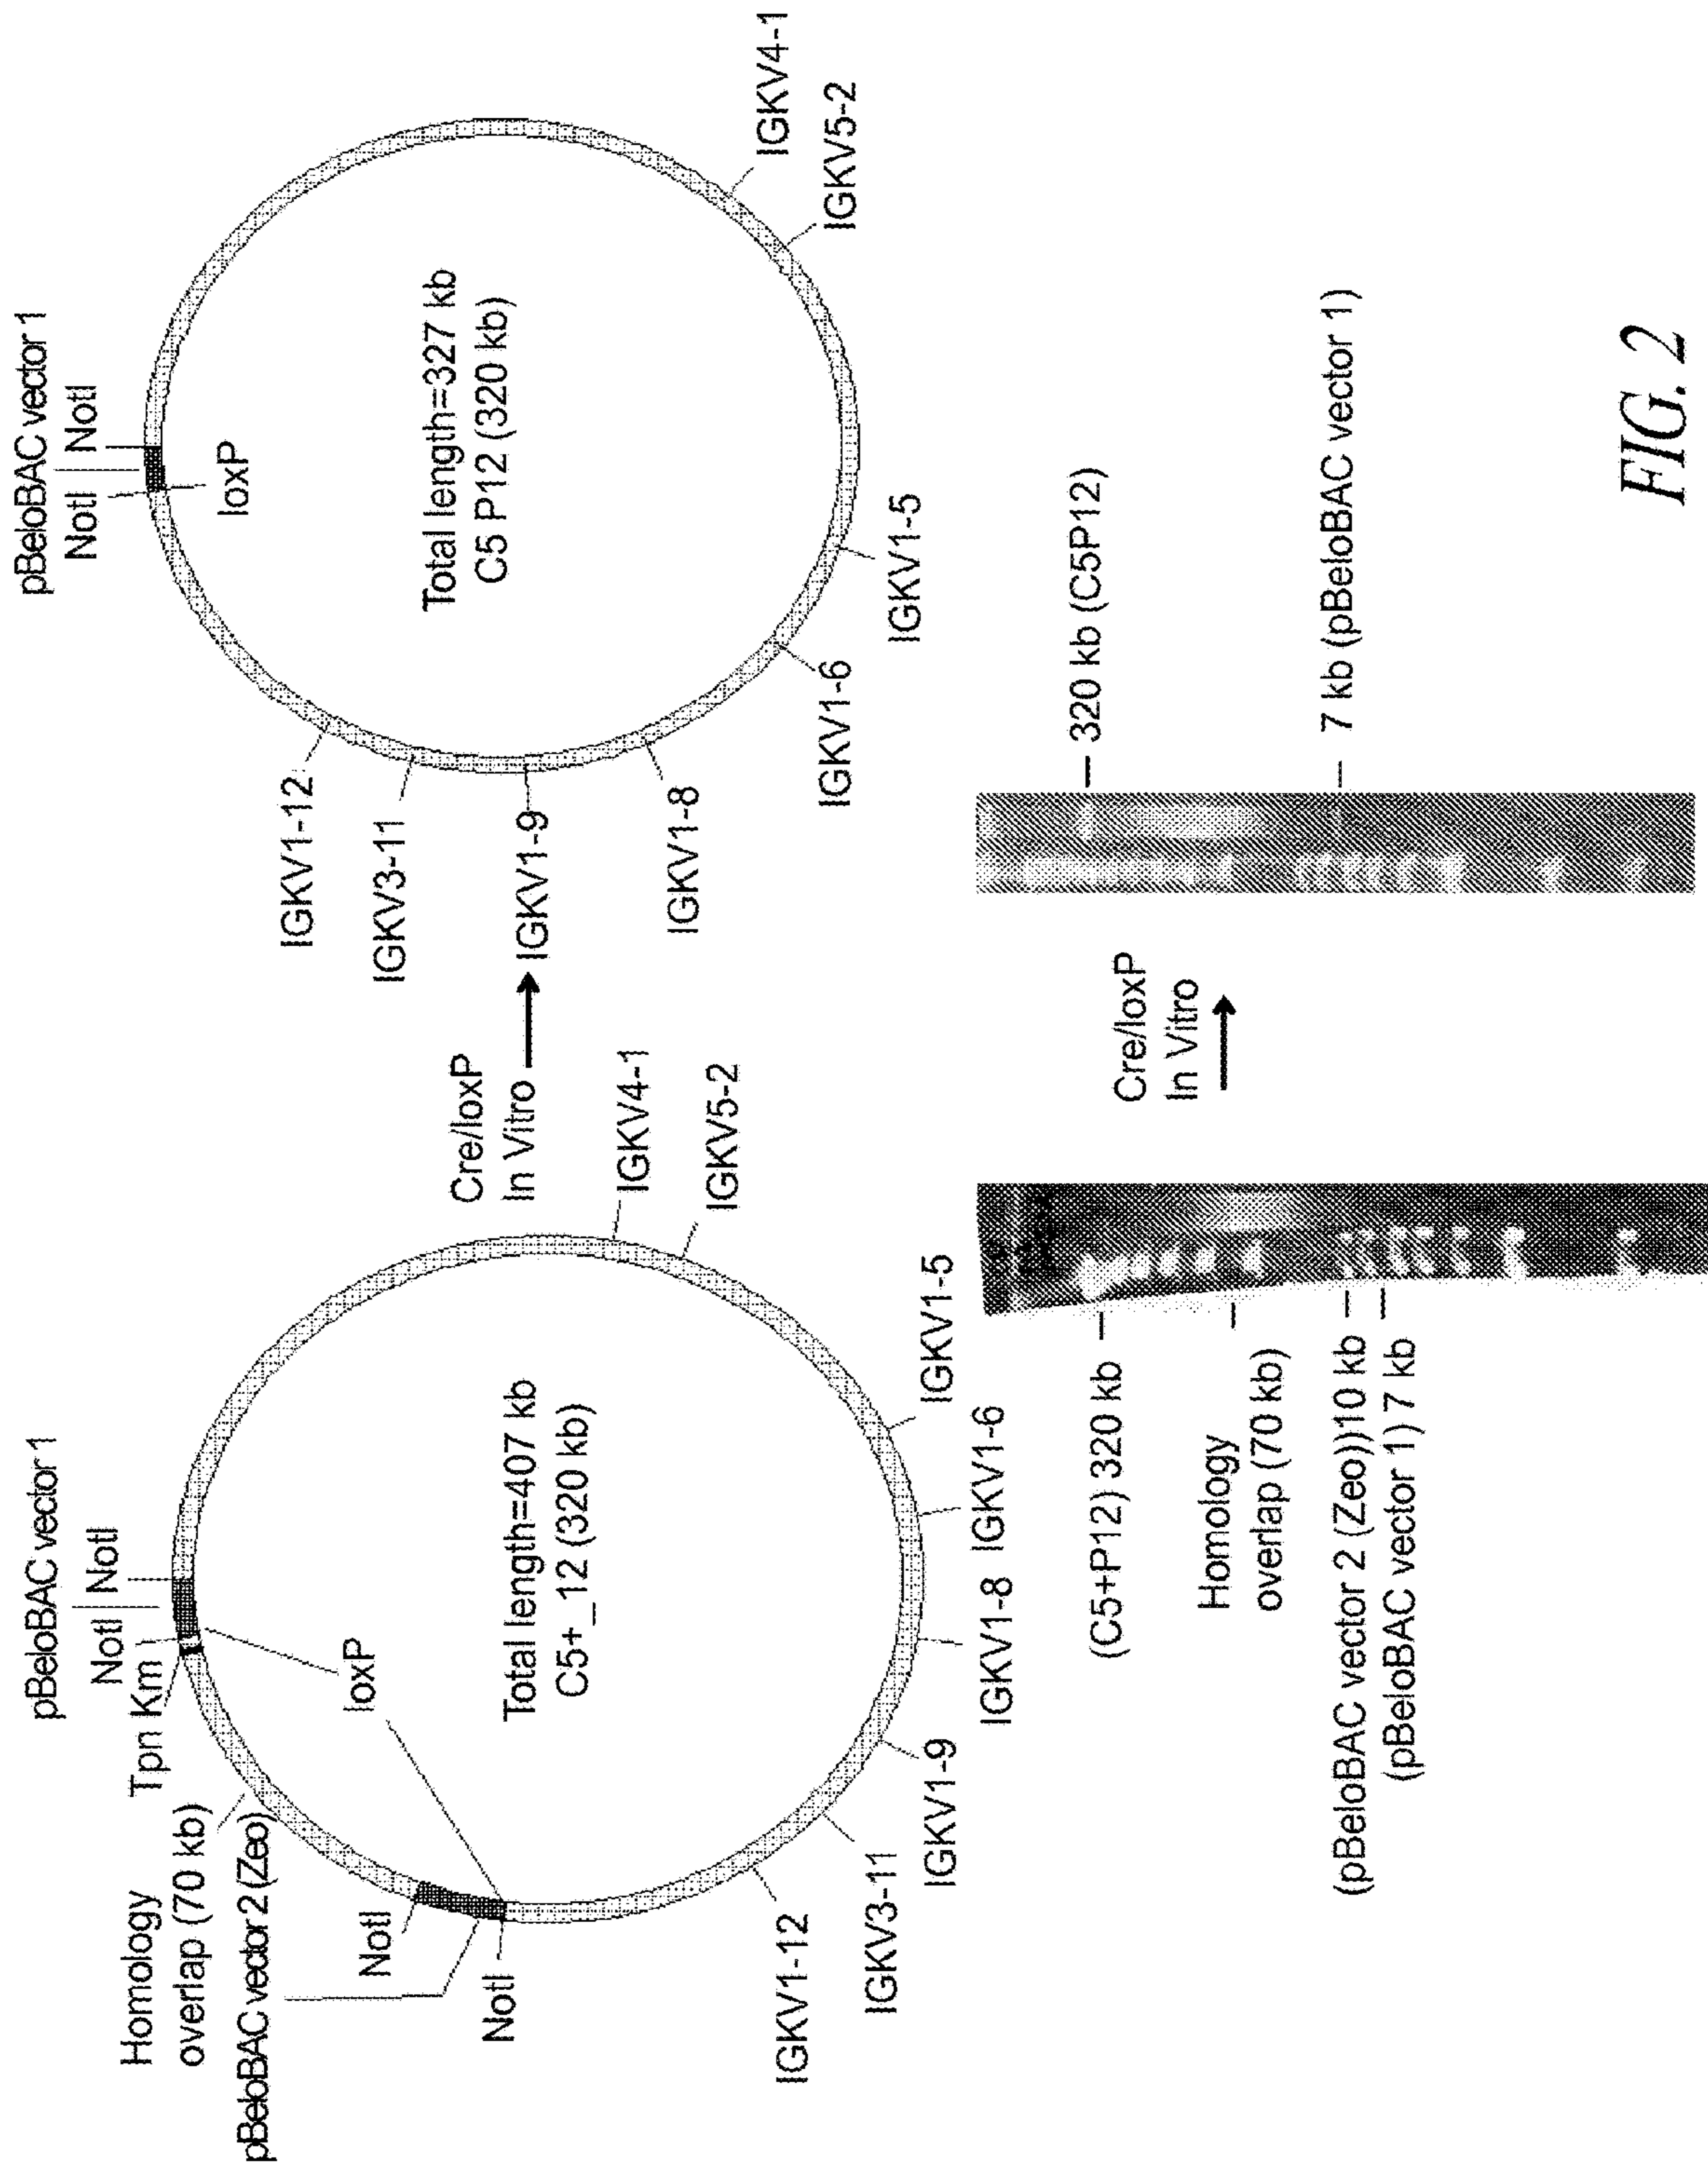 pBeloBAC vector 1
NotI
NotI
Tpn Km
Homology
overlap (70 kb)
pBeloBAC vector 2 (Zeo)
NotI
NotI
loxP
Total length=407 kb
C5+_12 (320 kb)
IGKV4-1
IGKV5-2
IGKV1-5
IGKV1-6
IGKV1-8
IGKV1-9
IGKV3-11
IGKV1-12
Cre/loxP
In Vitro
pBeloBAC vector 1
NotI
NotI
loxP
Total length=327 kb
C5 P12 (320 kb)
IGKV1-12
IGKV3-11
IGKV1-9
IGKV1-8
IGKV1-6
IGKV1-5
IGKV5-2
IGKV4-1
(C5+P12) 320 kb
Homology
overlap (70 kb)
(pBeloBAC vector 2 (Zeo))10 kb
(pBeloBAC vector 1) 7 kb
Cre/loxP
In Vitro
320 kb (C5P12)
7 kb (pBeloBAC vector 1)
FIG. 2